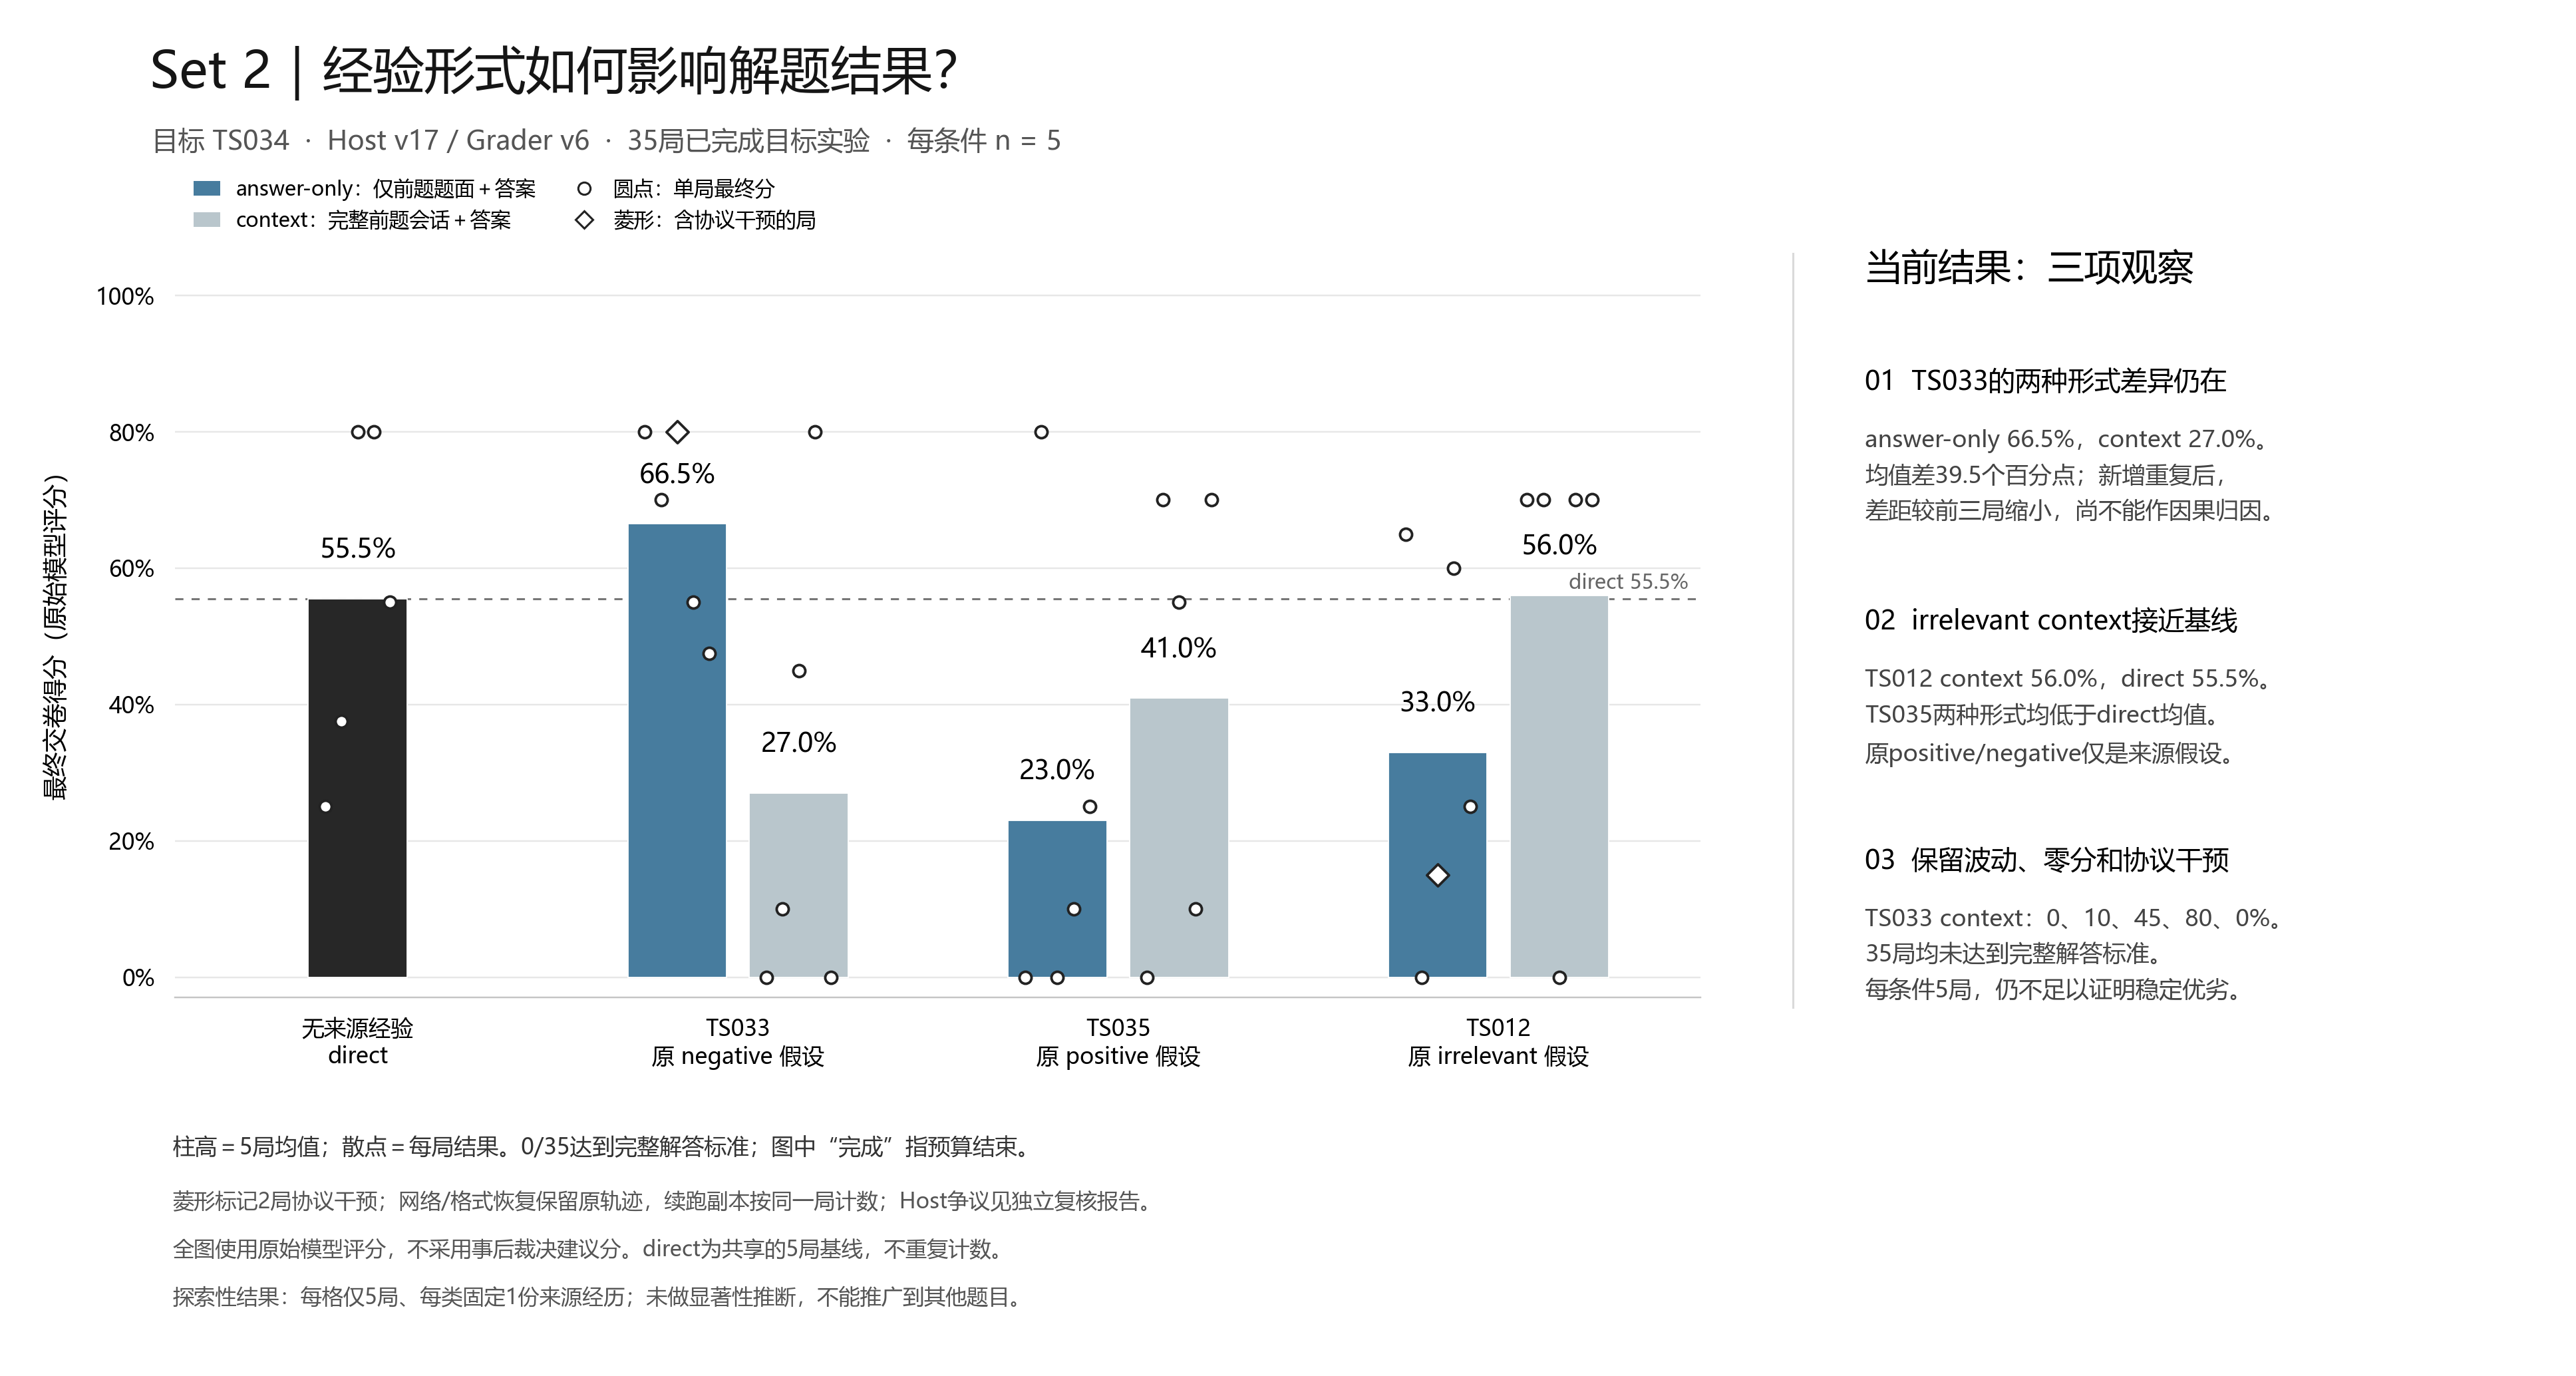 Set 2｜经验形式如何影响解题结果？
目标 TS034 · Host v17 / Grader v6 · 35局已完成目标实验 · 每条件 n = 5
answer-only：仅前题题面＋答案
context：完整前题会话＋答案
圆点：单局最终分
菱形：含协议干预的局
最终交卷得分（原始模型评分）
100%
80%
60%
40%
20%
0%
55.5%
66.5%
27.0%
23.0%
41.0%
33.0%
56.0%
direct 55.5%
无来源经验
direct
TS033
原 negative 假设
TS035
原 positive 假设
TS012
原 irrelevant 假设
当前结果：三项观察
01 TS033的两种形式差异仍在
answer-only 66.5%，context 27.0%。
均值差39.5个百分点；新增重复后，
差距较前三局缩小，尚不能作因果归因。
02 irrelevant context接近基线
TS012 context 56.0%，direct 55.5%。
TS035两种形式均低于direct均值。
原positive/negative仅是来源假设。
03 保留波动、零分和协议干预
TS033 context：0、10、45、80、0%。
35局均未达到完整解答标准。
每条件5局，仍不足以证明稳定优劣。
柱高＝5局均值；散点＝每局结果。0/35达到完整解答标准；图中“完成”指预算结束。
菱形标记2局协议干预；网络/格式恢复保留原轨迹，续跑副本按同一局计数；Host争议见独立复核报告。
全图使用原始模型评分，不采用事后裁决建议分。direct为共享的5局基线，不重复计数。
探索性结果：每格仅5局、每类固定1份来源经历；未做显著性推断，不能推广到其他题目。